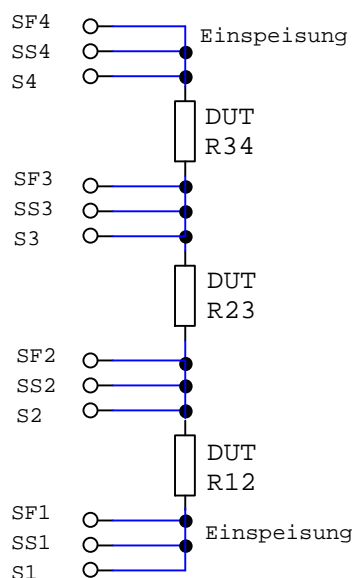 SF4
Einspeisung
SS4
S4
DUT
R34
SF3
SS3
S3
DUT
R23
SF2
SS2
S2
DUT
R12
SF1
Einspeisung
SS1
S1